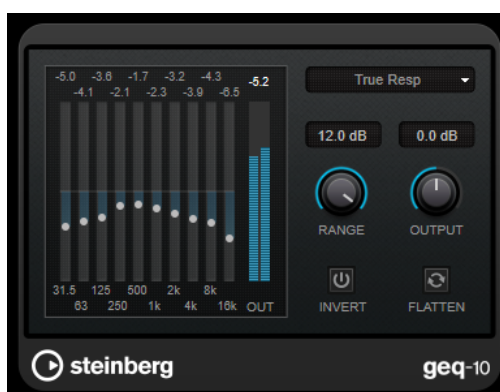 -5.0 -3.6 -1.7 -3.2 -4.3 -5.2
-4.1 -2.1 -2.3 -3.9 -6.5
True Resp
12.0 dB 0.0 dB
RANGE OUTPUT
31.5 125 500 2k 8k
63 250 1k 4k 16k OUT
INVERT FLATTEN
steinberg geq-10